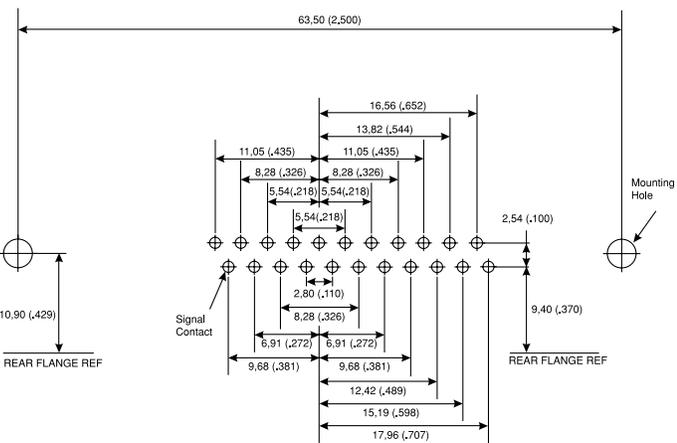 63,50 (2,500)
16,56 (.652)
13,82 (.544)
11,05 (.435) 11,05 (.435)
8,28 (.326) 8,28 (.326)
5,54(.218) 5,54(.218)
5,54(.218)
Mounting
Hole
2,54 (.100)
2,80 (.110)
8,28 (.326)
Signal
Contact
10,90 (.429)
9,40 (.370)
6,91 (.272) 6,91 (.272)
REAR FLANGE REF
REAR FLANGE REF
9,68 (.381) 9,68 (.381)
12,42 (.489)
15,19 (.598)
17,96 (.707)